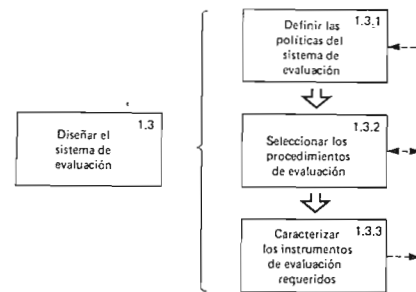 1.3
Diseñar el
sistema de
evaluación
1.3.1
Definir las
políticas del
sistema de
evaluación
1.3.2
Seleccionar los
procedimientos
de evaluación
1.3.3
Caracterizar
los instrumentos
de evaluación
requeridos